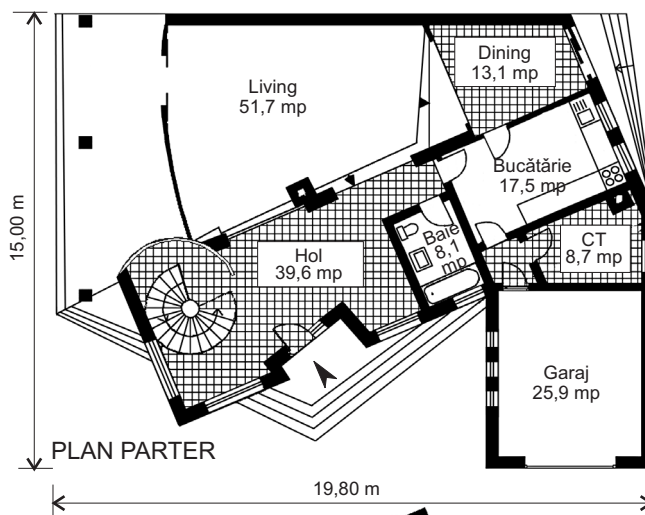 Dining
13,1 mp
Living
51,7 mp
Bucătărie
17,5 mp
Baie
8,1
mp
CT
8,7 mp
Hol
39,6 mp
15,00 m
Garaj
25,9 mp
PLAN PARTER
19,80 m